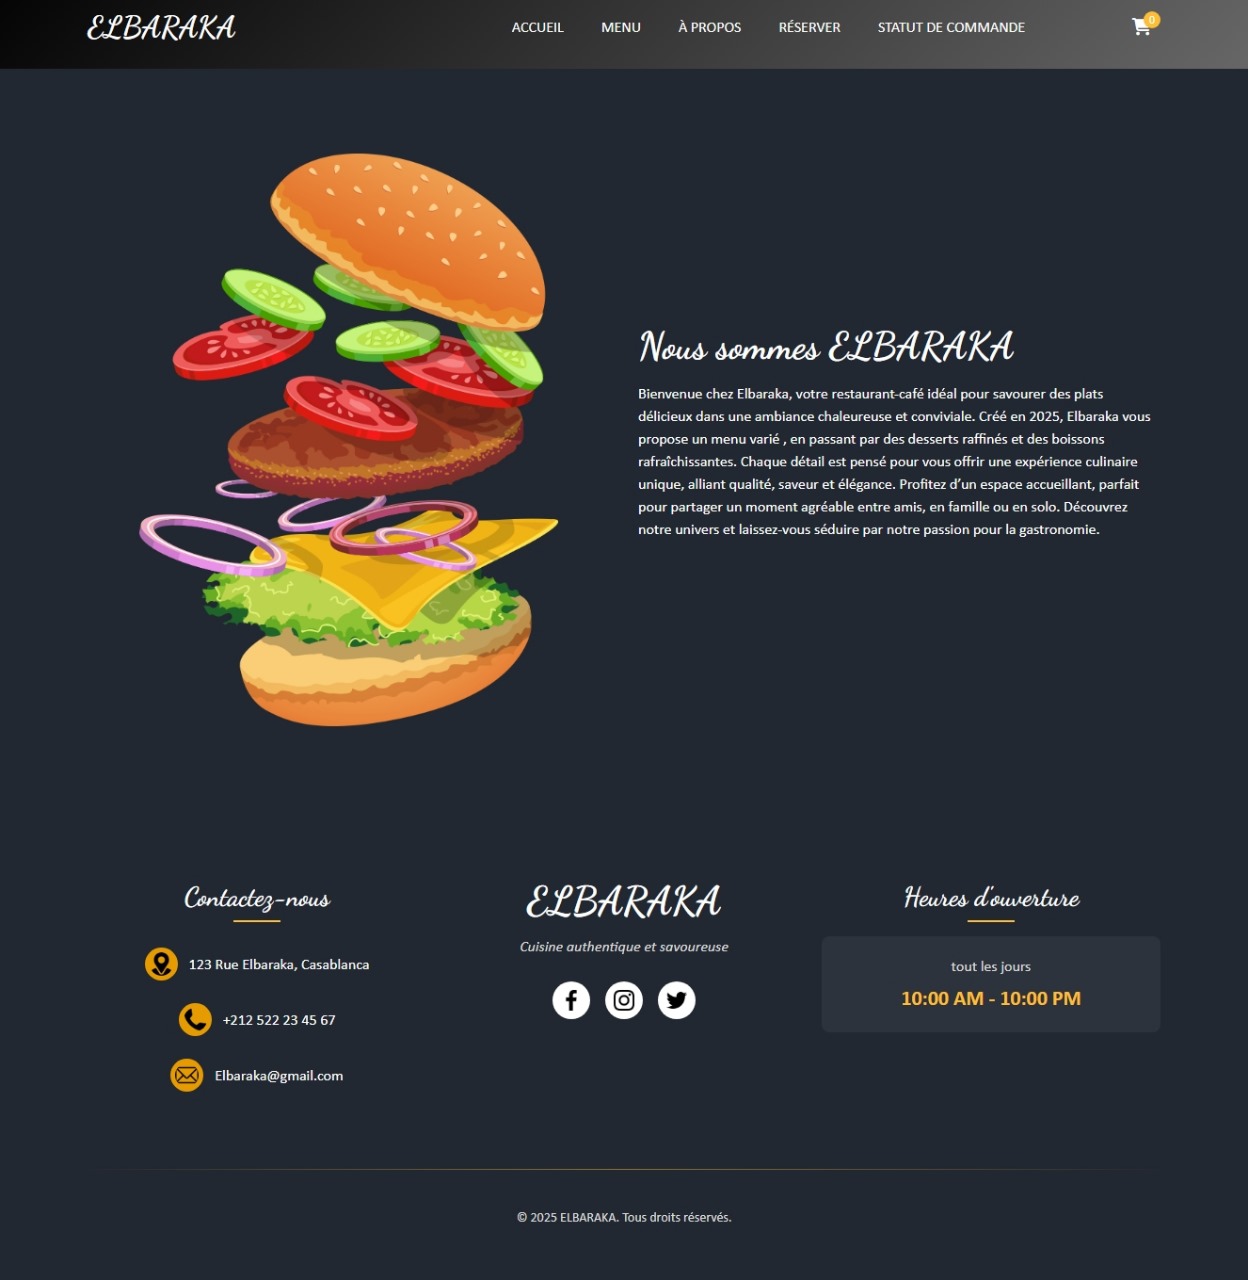 ELBARAKA
ACCUEIL
MENU
À PROPOS
RÉSERVER
STATUT DE COMMANDE
0
Nous sommes ELBARAKA
Bienvenue chez Elbaraka, votre restaurant-café idéal pour savourer des plats
délicieux dans une ambiance chaleureuse et conviviale. Créé en 2025, Elbaraka vous
propose un menu varié , en passant par des desserts raffinés et des boissons
rafraîchissantes. Chaque détail est pensé pour vous offrir une expérience culinaire
unique, alliant qualité, saveur et élégance. Profitez d’un espace accueillant, parfait
pour partager un moment agréable entre amis, en famille ou en solo. Découvrez
notre univers et laissez-vous séduire par notre passion pour la gastronomie.
Contactez-nous
123 Rue Elbaraka, Casablanca
+212 522 23 45 67
Elbaraka@gmail.com
ELBARAKA
Cuisine authentique et savoureuse
Heures d'ouverture
tout les jours
10:00 AM - 10:00 PM
© 2025 ELBARAKA. Tous droits réservés.